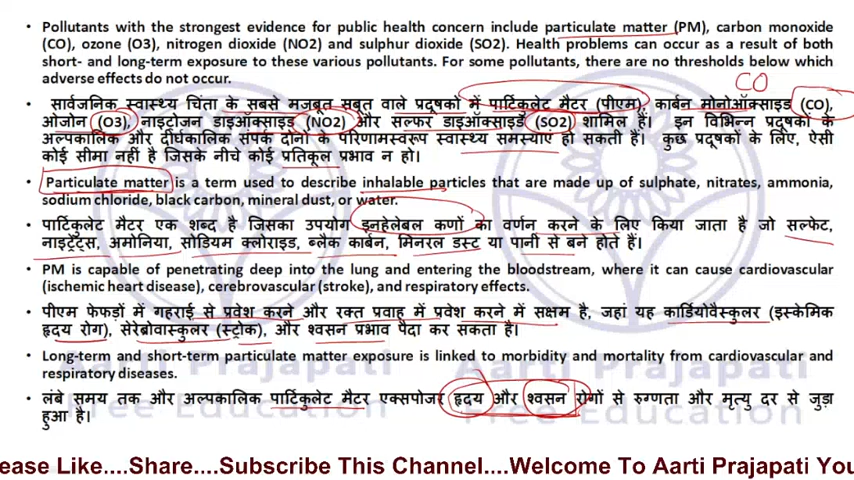 • Pollutants with the strongest evidence for public health concern include particulate matter (PM), carbon monoxide
(CO), ozone (O3), nitrogen dioxide (NO2) and sulphur dioxide (SO2). Health problems can occur as a result of both
short- and long-term exposure to these various pollutants. For some pollutants, there are no thresholds below which
adverse effects do not occur.
CO
• सार्वजनिक स्वास्थ्य चिंता के सबसे मजबूत सबूत वाले प्रदूषकों में पार्टिकुलेट मैटर (पीएम), कार्बन मोनोऑक्साइड (CO),
ओजोन (O3), नाइटोजन डाइऑक्साइड (NO2) और सल्फर डाइऑक्साइड (SO2) शामिल हैं। इन विभिन्न प्रदूषकों के
अल्पकालिक और दीर्घकालिक संपर्क दोनों के परिणामस्वरूप स्वास्थ्य समस्याएं हो सकती हैं। कुछ प्रदूषकों के लिए, ऐसी
कोई सीमा नहीं है जिसके नीचे कोई प्रतिकूल प्रभाव न हो।
• Particulate matter is a term used to describe inhalable particles that are made up of sulphate, nitrates, ammonia,
sodium chloride, black carbon, mineral dust, or water.
• पार्टिकुलेट मैटर एक शब्द है जिसका उपयोग इनहेलेबल कणों का वर्णन करने के लिए किया जाता है जो सल्फेट,
नाइट्रेट्स, अमोनिया, सोडियम क्लोराइड, ब्लैक कार्बन, मिनरल डस्ट या पानी से बने होते हैं।
• PM is capable of penetrating deep into the lung and entering the bloodstream, where it can cause cardiovascular
(ischemic heart disease), cerebrovascular (stroke), and respiratory effects.
• पीएम फेफड़ों में गहराई से प्रवेश करने और रक्त प्रवाह में प्रवेश करने में सक्षम है, जहां यह कार्डियोवैस्कुलर (इस्केमिक
हृदय रोग), सेरेब्रोवास्कुलर (स्ट्रोक), और श्वसन प्रभाव पैदा कर सकता है।
• Long-term and short-term particulate matter exposure is linked to morbidity and mortality from cardiovascular and
respiratory diseases.
Aarti Prajapati Aarti Prajapati
• लंबे समय तक और अल्पकालिक पार्टिकुलेट मैटर एक्सपोजर हृदय और श्वसन रोगों से रुग्णता और मृत्यु दर से जुड़ा
हुआ है।
Free Education Free Education
ease Like....Share....Subscribe This Channel....Welcome To Aarti Prajapati You